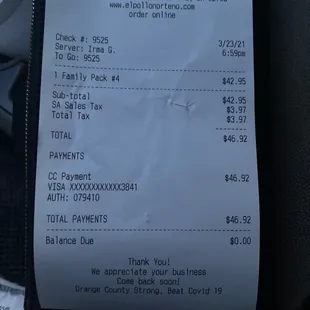 www.elpollonorteno.com
order online
Check #: 9525 3/23/21
Server: Irma G. 6:59pm
To Go: 9525
1 Family Pack #4 $42.95
Sub-total $42.95
SA Sales Tax $3.97
Total Tax $3.97
TOTAL $46.92
PAYMENTS
CC Payment $46.92
VISA XXXXXXXXXXXX3841
AUTH: 079410
TOTAL PAYMENTS $46.92
Balance Due $0.00
Thank You!
We appreciate your business
Come back soon!
Orange County Strong, Beat Covid 19